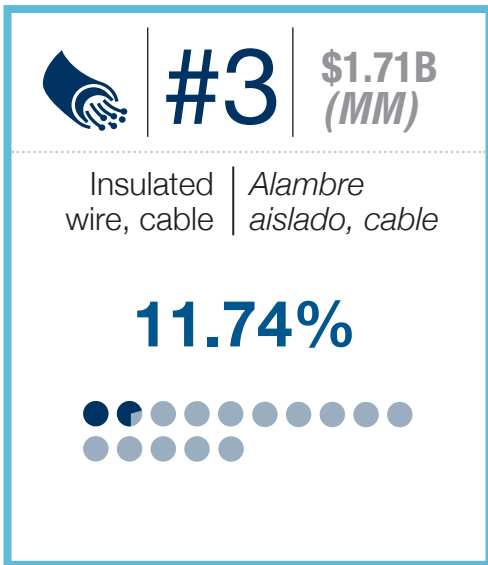 #3
$1.71B
(MM)
Insulated
wire, cable
Alambre
aislado, cable
11.74%